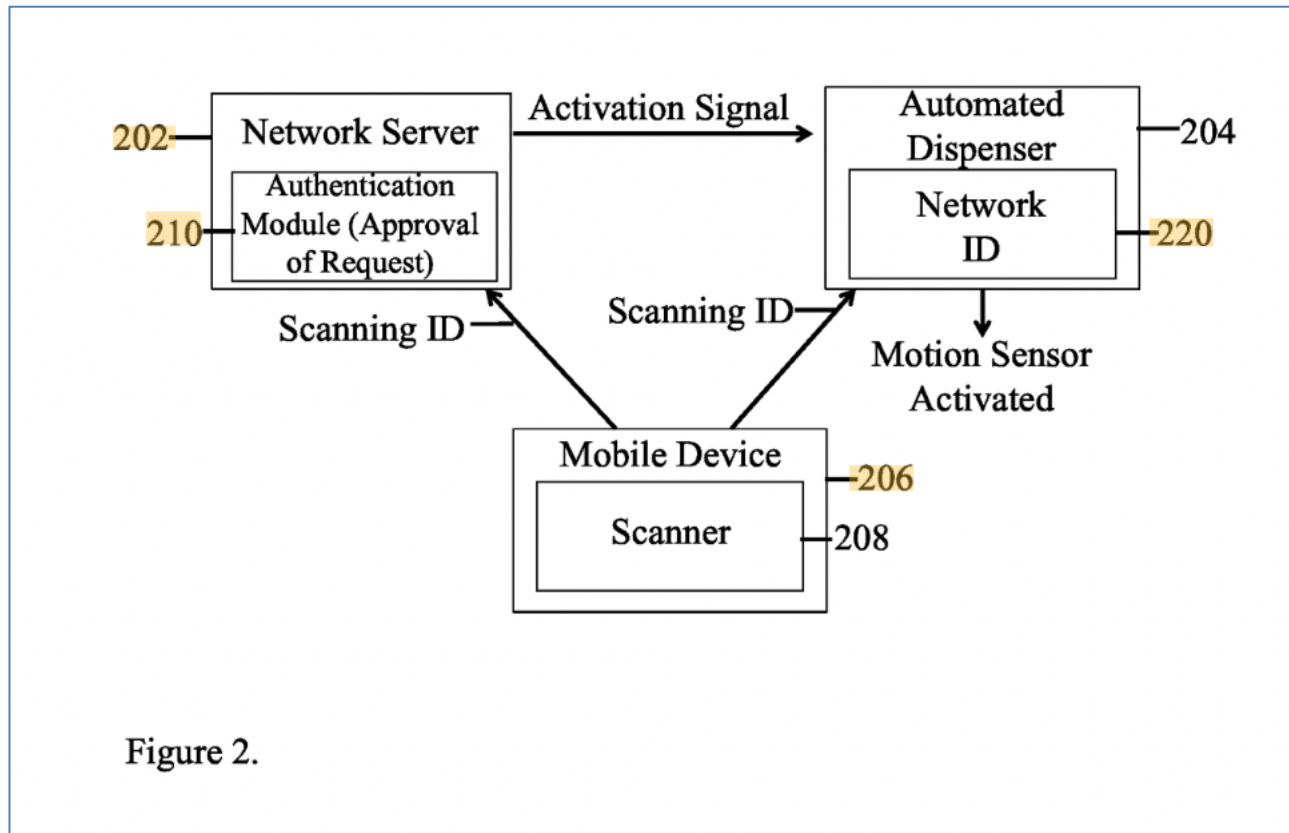 202
Network Server
Authentication
Module (Approval
of Request)
210
Activation Signal
Automated
Dispenser
204
Network
ID
220
Scanning ID
Scanning ID
Motion Sensor
Activated
Mobile Device
206
Scanner
208
Figure 2.